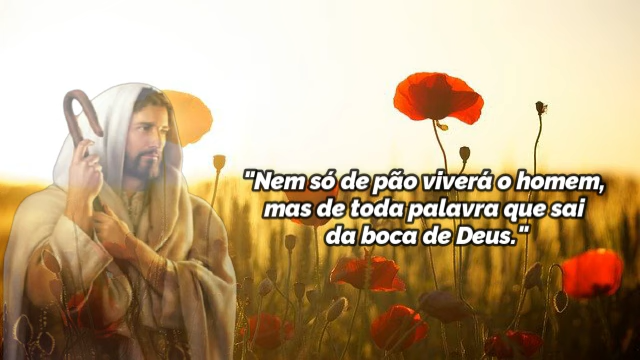 "Nem só de pão viverá o homem,
mas de toda palavra que sai
da boca de Deus."